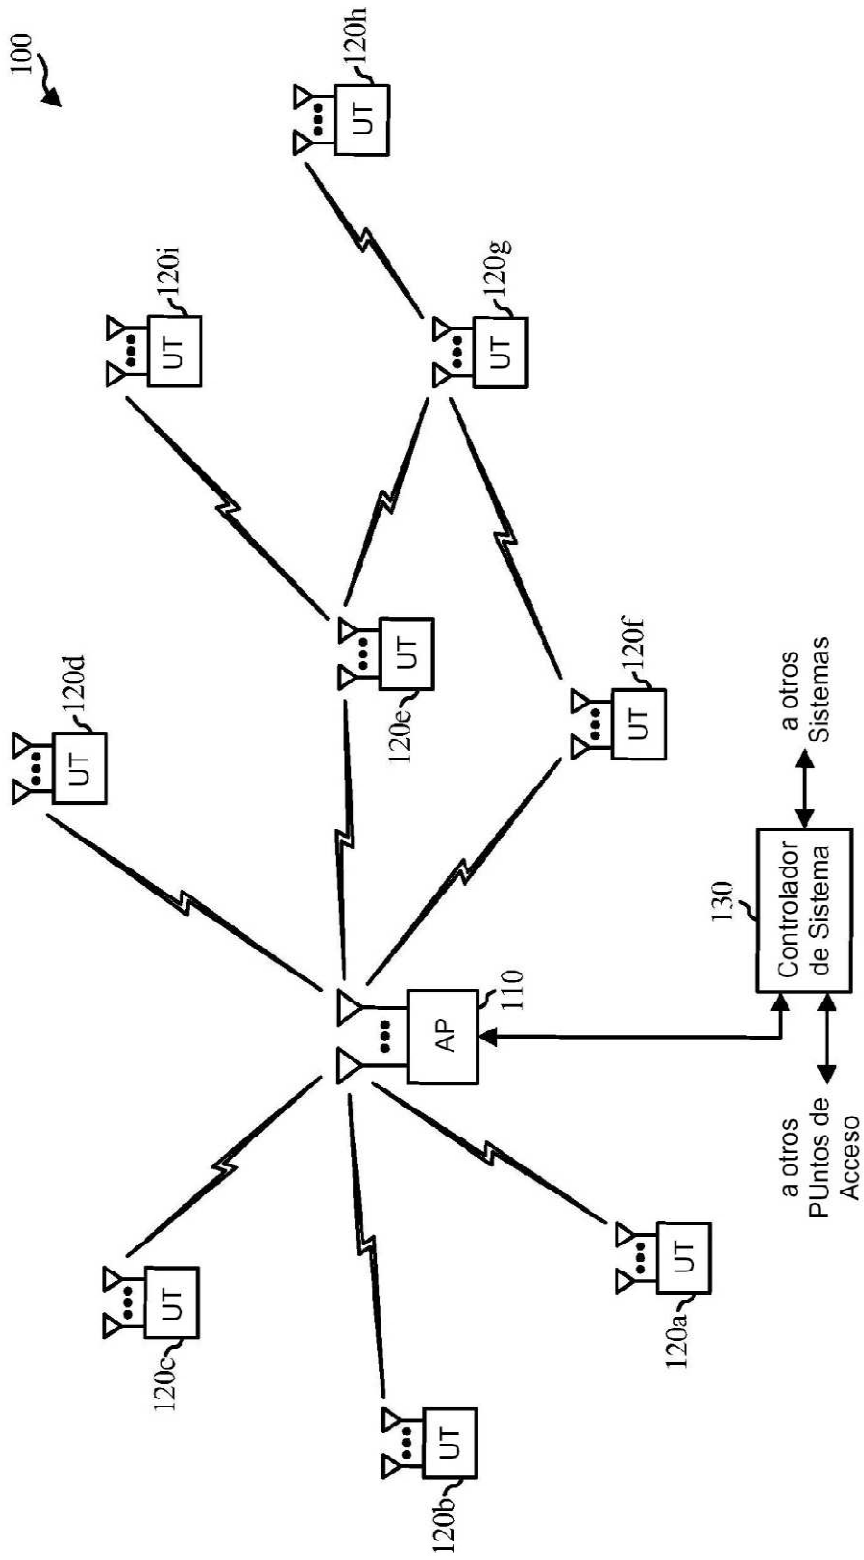 100
120h
UT
120i
UT
120g
UT
120d
UT
UT
120e
120f
UT
AP
110
120c
UT
120b
UT
120a
UT
130
Controlador
de Sistema
a otros
Sistemas
a otros
PUntos de
Acceso